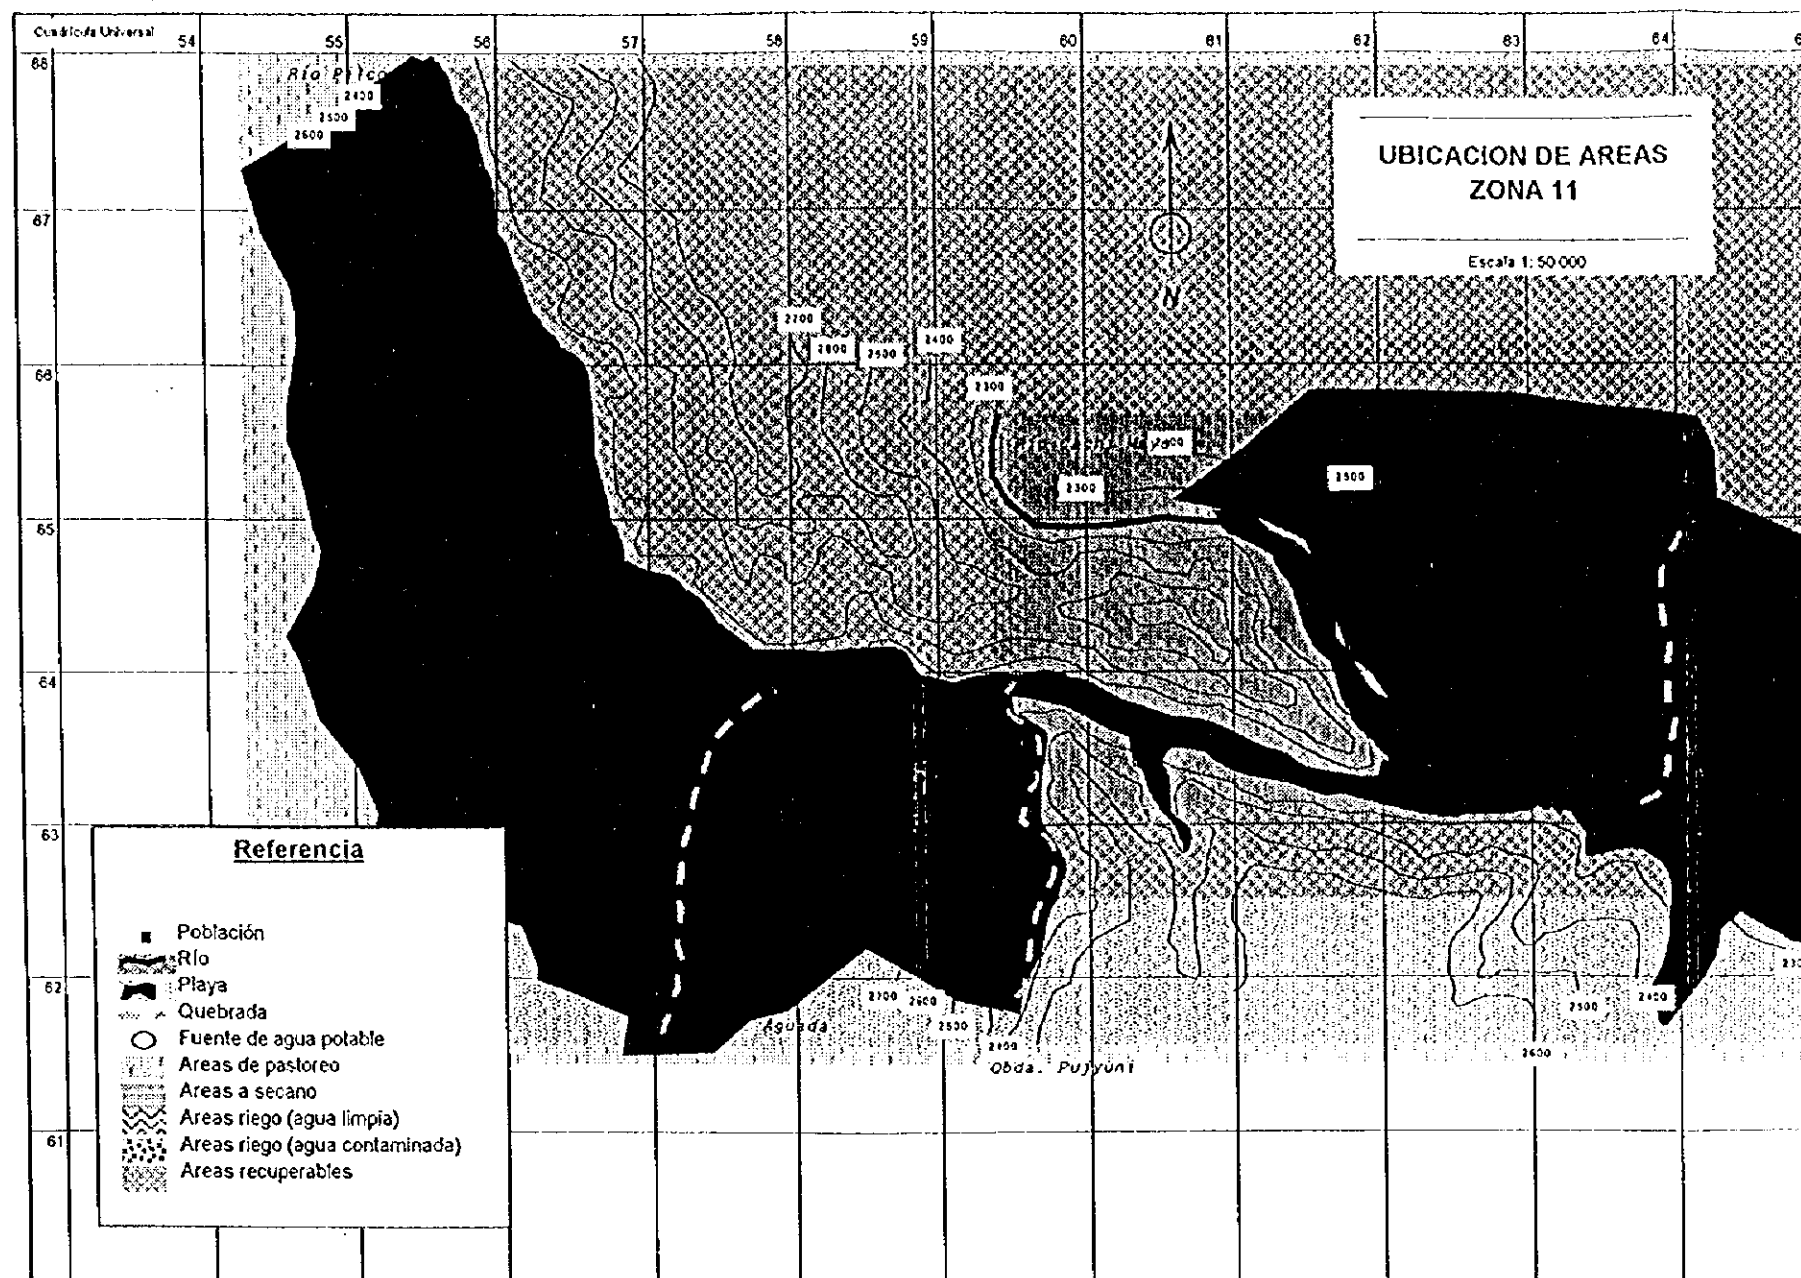 Cuadrícula Universal
54 55 56 57 58 59 60 61 62 63 64
68
Río Pilco
2400
2500
2600
UBICACION DE AREAS
ZONA 11
Escala 1: 50 000
N
67
2700
2600
2500
2400
2300
66
2300
2500
65
64
63
62
61
2700
2600
2500
2400
Aguada
Qbda. Pujyuni
2500
2400
2600
Referencia
Población
Río
Playa
Quebrada
Fuente de agua potable
Areas de pastoreo
Areas a secano
Areas riego (agua limpia)
Areas riego (agua contaminada)
Areas recuperables